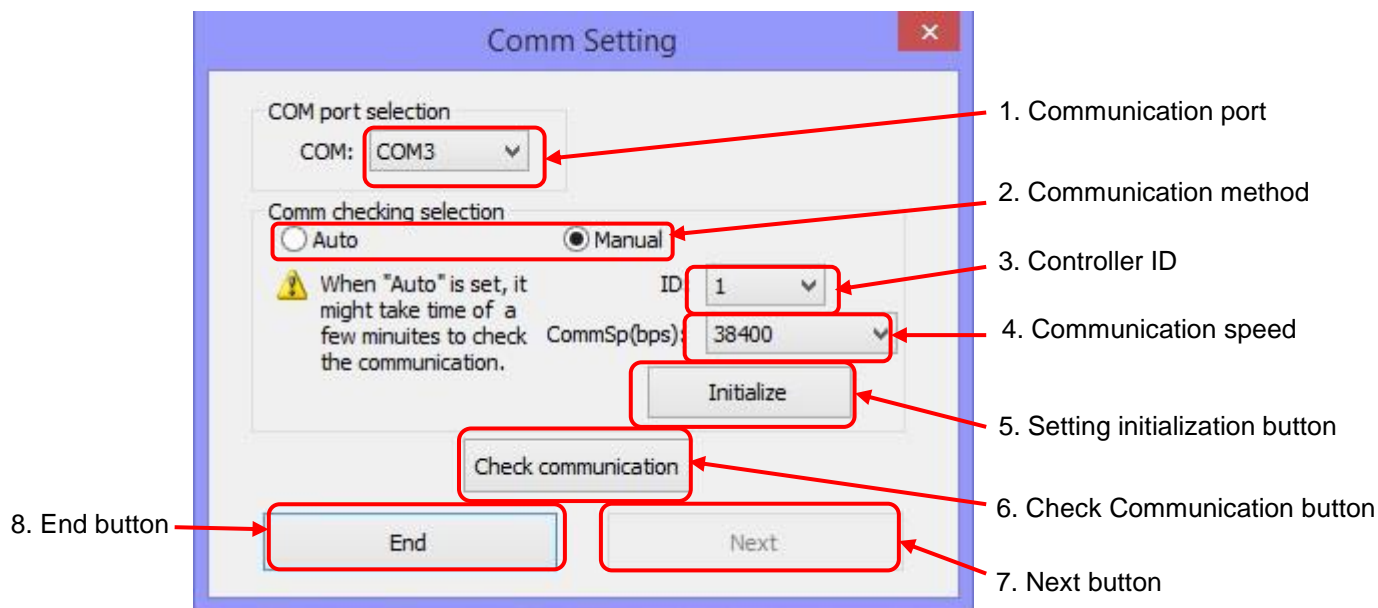 Comm Setting
COM port selection
COM: COM3
1. Communication port
Comm checking selection
Auto
Manual
2. Communication method
When "Auto" is set, it
might take time of a
few minuites to check
the communication.
ID:
1
3. Controller ID
CommSp(bps):
38400
4. Communication speed
Initialize
5. Setting initialization button
Check communication
6. Check Communication button
8. End button
End
Next
7. Next button